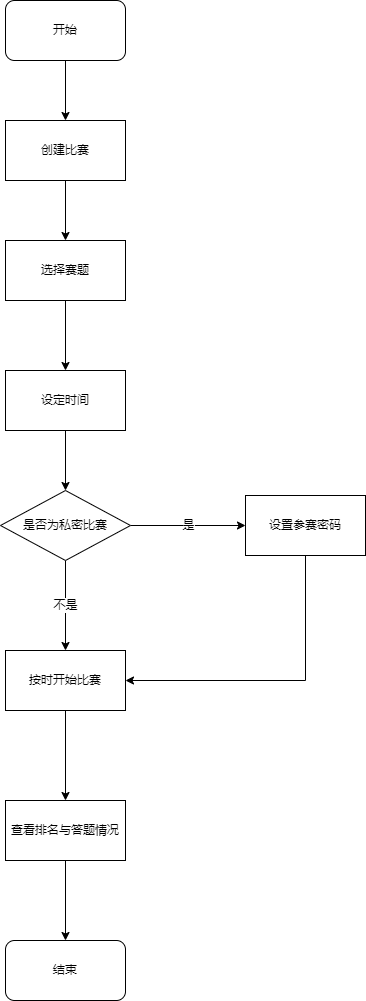 开始
创建比赛
选择赛题
设定时间
是否为私密比赛
是
设置参赛密码
不是
按时开始比赛
查看排名与答题情况
结束